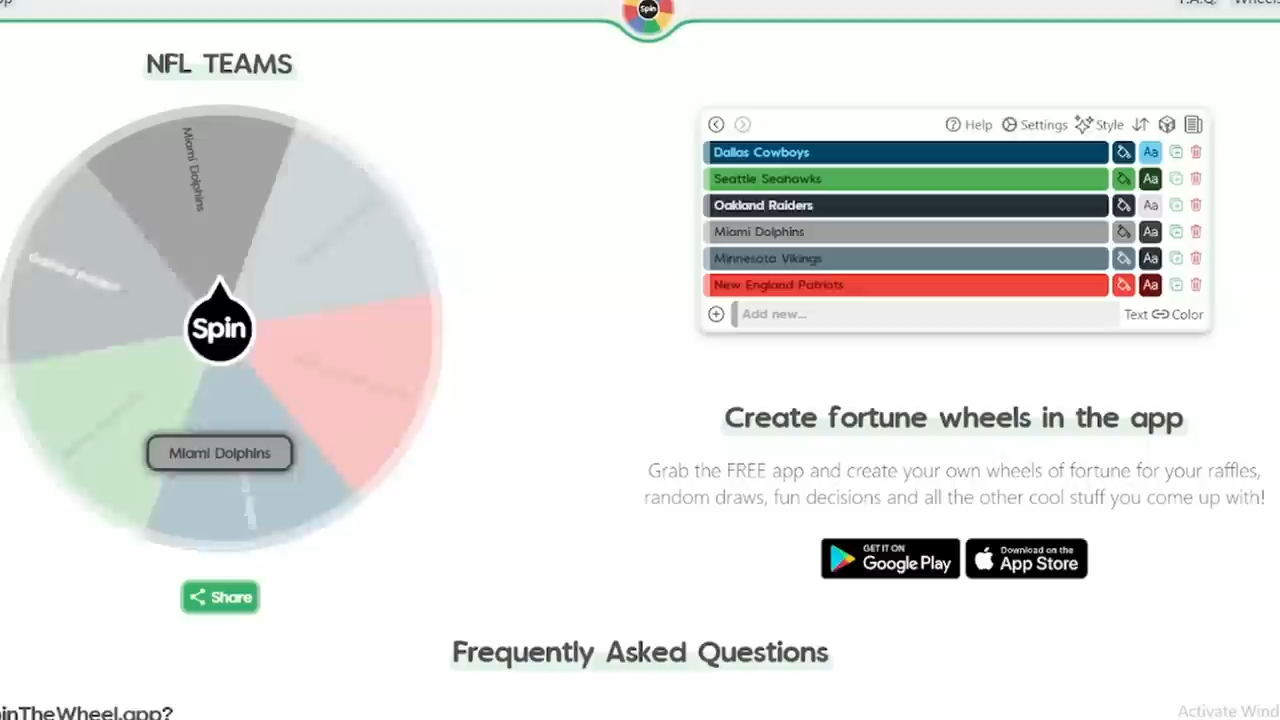 Spin
F.A.Q.
NFL TEAMS
Miami Dolphins
Spin
Miami Dolphins
Share
Help Settings Style
Dallas Cowboys Aa
Seattle Seahawks Aa
Oakland Raiders Aa
Miami Dolphins Aa
Minnesota Vikings Aa
New England Patriots Aa
Add new... Text Color
Create fortune wheels in the app
Grab the FREE app and create your own wheels of fortune for your raffles,
random draws, fun decisions and all the other cool stuff you come up with!
GET IT ON
Google Play
Download on the
App Store
Frequently Asked Questions
inTheWheel.app?
Activate Wind